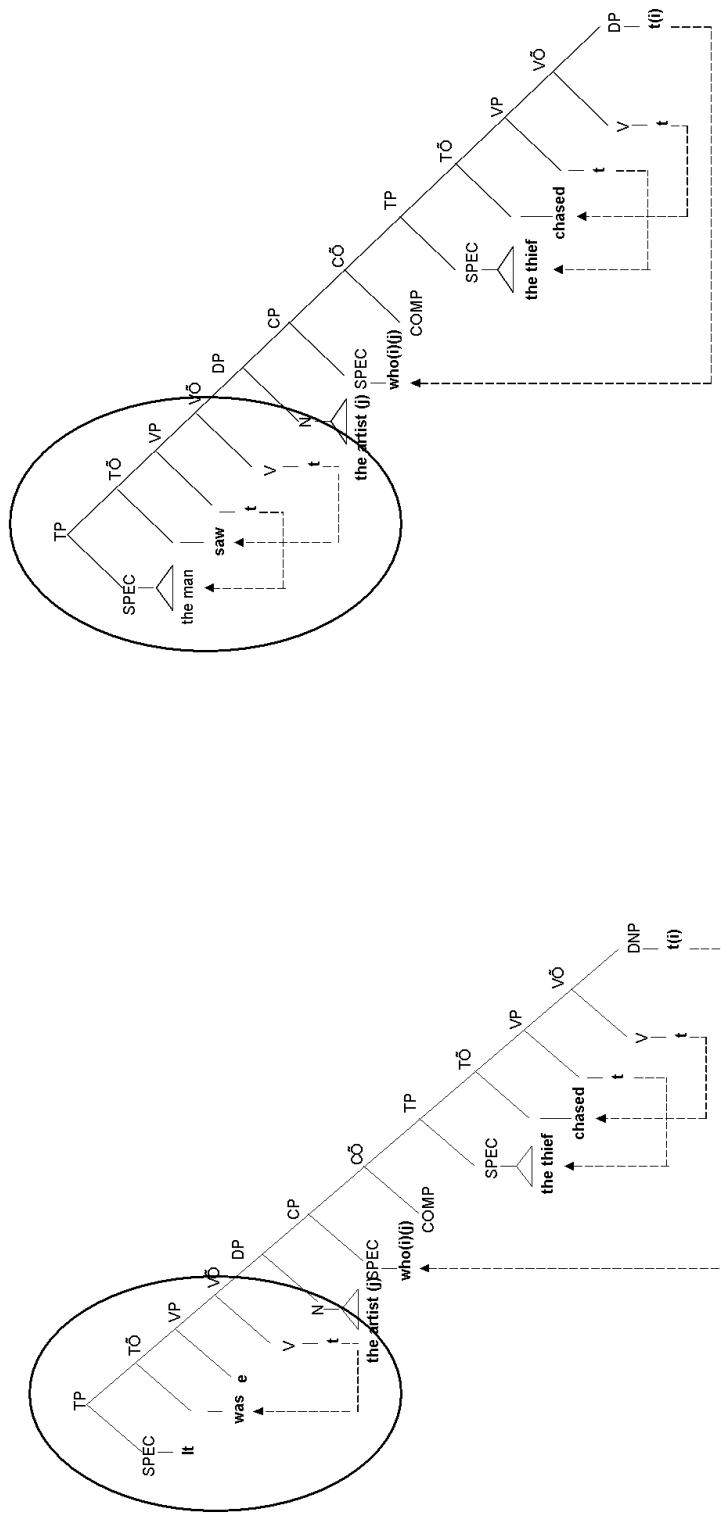 TP
SPEC
TÕ
It
VP
was
e
VÕ
V
t
DP
N
the artist (j)
CP
SPEC
who(i)(j)
CÕ
COMP
TP
SPEC
the thief
TÕ
chased
VP
t
VÕ
V
t
DNP
t(i)
TP
SPEC
the man
TÕ
saw
VP
t
VÕ
V
t
DP
N
the artist (j)
CP
SPEC
who(i)(j)
CÕ
COMP
TP
SPEC
the thief
TÕ
chased
VP
t
VÕ
V
t
DP
t(i)